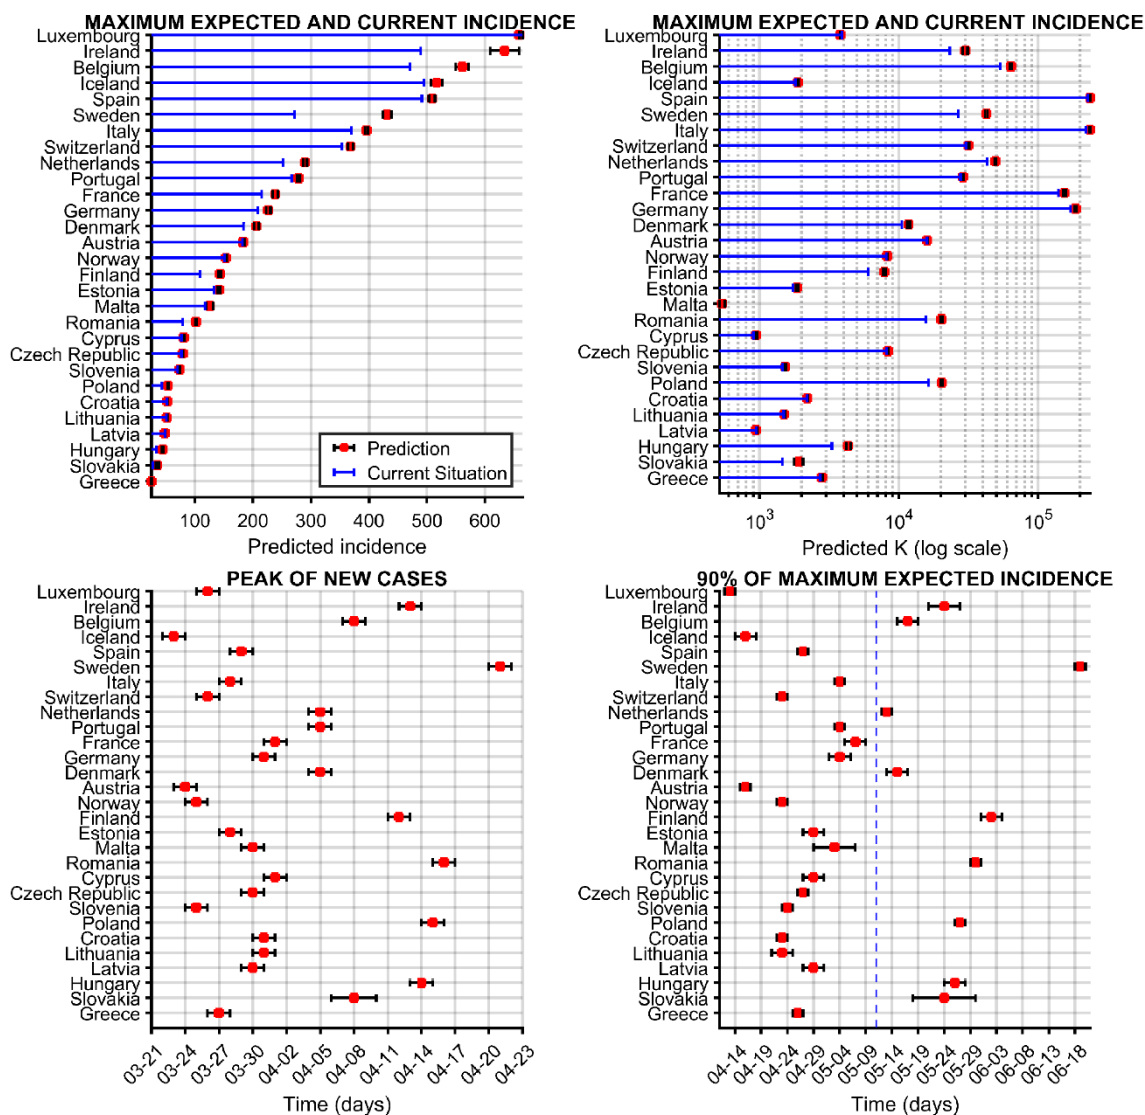 MAXIMUM EXPECTED AND CURRENT INCIDENCE
Luxembourg
Ireland
Belgium
Iceland
Spain
Sweden
Italy
Switzerland
Netherlands
Portugal
France
Germany
Denmark
Austria
Norway
Finland
Estonia
Malta
Romania
Cyprus
Czech Republic
Slovenia
Poland
Croatia
Lithuania
Latvia
Hungary
Slovakia
Greece
Prediction
Current Situation
100 200 300 400 500 600
Predicted incidence
MAXIMUM EXPECTED AND CURRENT INCIDENCE
Luxembourg
Ireland
Belgium
Iceland
Spain
Sweden
Italy
Switzerland
Netherlands
Portugal
France
Germany
Denmark
Austria
Norway
Finland
Estonia
Malta
Romania
Cyprus
Czech Republic
Slovenia
Poland
Croatia
Lithuania
Latvia
Hungary
Slovakia
Greece
10³ 10⁴ 10⁵
Predicted K (log scale)
PEAK OF NEW CASES
Luxembourg
Ireland
Belgium
Iceland
Spain
Sweden
Italy
Switzerland
Netherlands
Portugal
France
Germany
Denmark
Austria
Norway
Finland
Estonia
Malta
Romania
Cyprus
Czech Republic
Slovenia
Poland
Croatia
Lithuania
Latvia
Hungary
Slovakia
Greece
03-21 03-24 03-27 03-30 04-02 04-05 04-08 04-11 04-14 04-17 04-20 04-23
Time (days)
90% OF MAXIMUM EXPECTED INCIDENCE
Luxembourg
Ireland
Belgium
Iceland
Spain
Sweden
Italy
Switzerland
Netherlands
Portugal
France
Germany
Denmark
Austria
Norway
Finland
Estonia
Malta
Romania
Cyprus
Czech Republic
Slovenia
Poland
Croatia
Lithuania
Latvia
Hungary
Slovakia
Greece
04-14 04-19 04-24 04-29 05-04 05-09 05-14 05-19 05-24 05-29 06-03 06-08 06-13 06-18
Time (days)